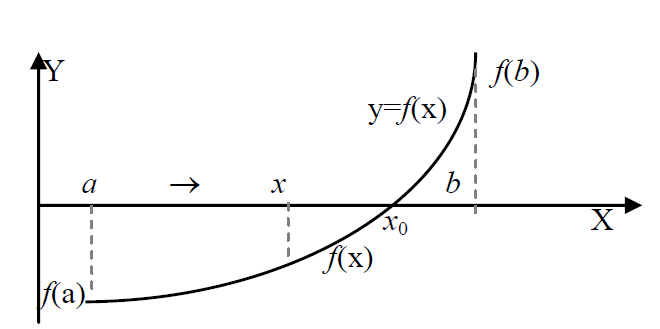 Y
f(b)
y=f(x)
a → x b
x₀ X
f(x)
f(a)